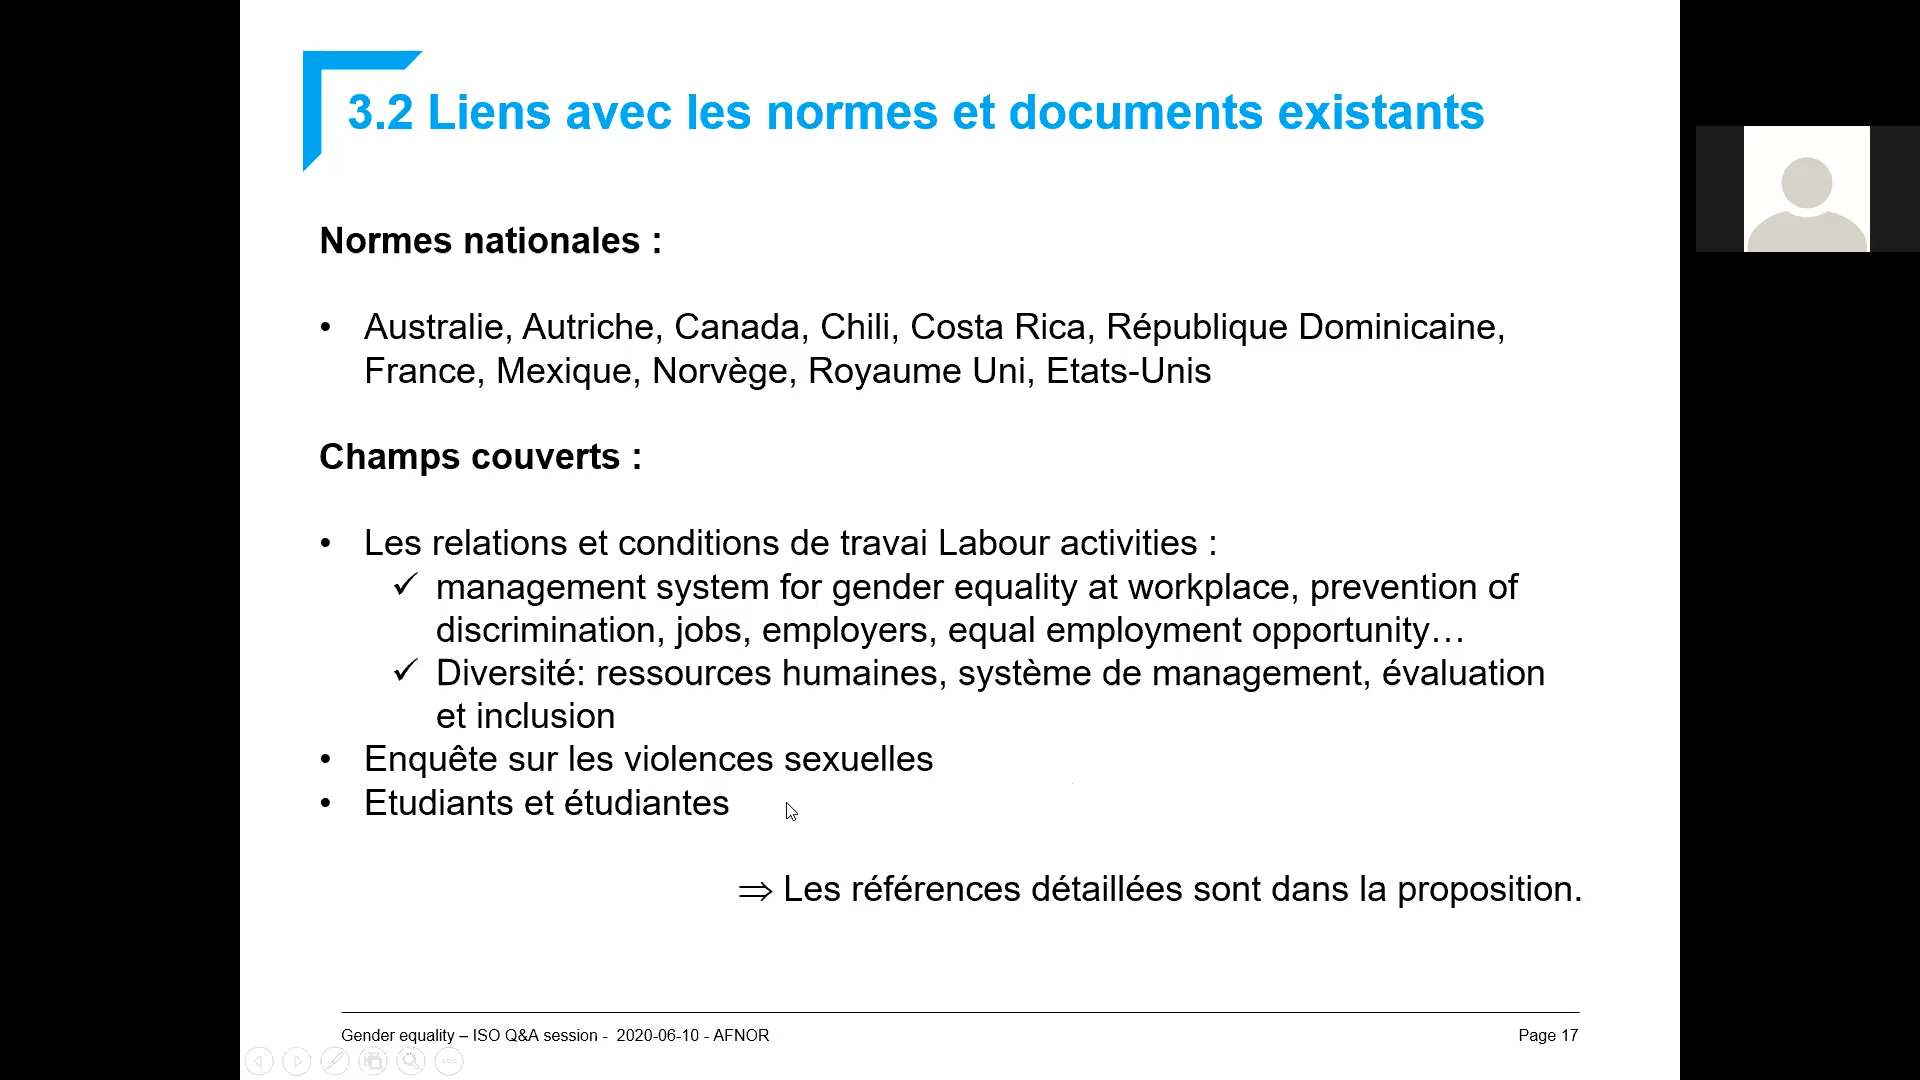 3.2 Liens avec les normes et documents existants
Normes nationales :
• Australie, Autriche, Canada, Chili, Costa Rica, République Dominicaine,
France, Mexique, Norvège, Royaume Uni, Etats-Unis
Champs couverts :
• Les relations et conditions de travai Labour activities :
✓ management system for gender equality at workplace, prevention of
discrimination, jobs, employers, equal employment opportunity…
✓ Diversité: ressources humaines, système de management, évaluation
et inclusion
• Enquête sur les violences sexuelles
• Etudiants et étudiantes
⇒ Les références détaillées sont dans la proposition.
Gender equality – ISO Q&A session - 2020-06-10 - AFNOR
Page 17